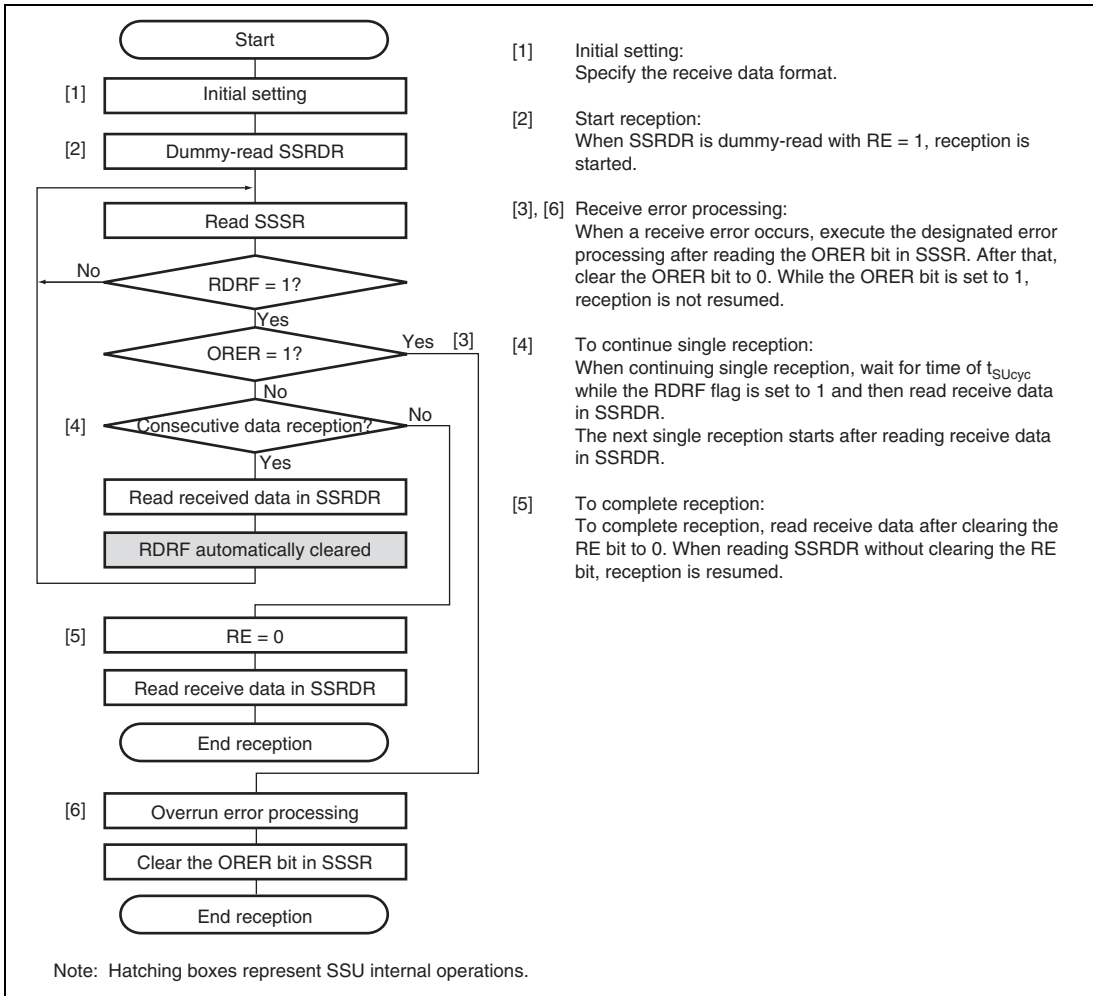 Start
[1] Initial setting
[2] Dummy-read SSRDR
Read SSSR
No
RDRF = 1?
Yes
ORER = 1?
Yes [3]
No
[4] Consecutive data reception?
No
Yes
Read received data in SSRDR
RDRF automatically cleared
[5] RE = 0
Read receive data in SSRDR
End reception
[6] Overrun error processing
Clear the ORER bit in SSSR
End reception
[1] Initial setting:
Specify the receive data format.
[2] Start reception:
When SSRDR is dummy-read with RE = 1, reception is
started.
[3], [6] Receive error processing:
When a receive error occurs, execute the designated error
processing after reading the ORER bit in SSSR. After that,
clear the ORER bit to 0. While the ORER bit is set to 1,
reception is not resumed.
[4] To continue single reception:
When continuing single reception, wait for time of tSUcyc
while the RDRF flag is set to 1 and then read receive data
in SSRDR.
The next single reception starts after reading receive data
in SSRDR.
[5] To complete reception:
To complete reception, read receive data after clearing the
RE bit to 0. When reading SSRDR without clearing the RE
bit, reception is resumed.
Note: Hatching boxes represent SSU internal operations.